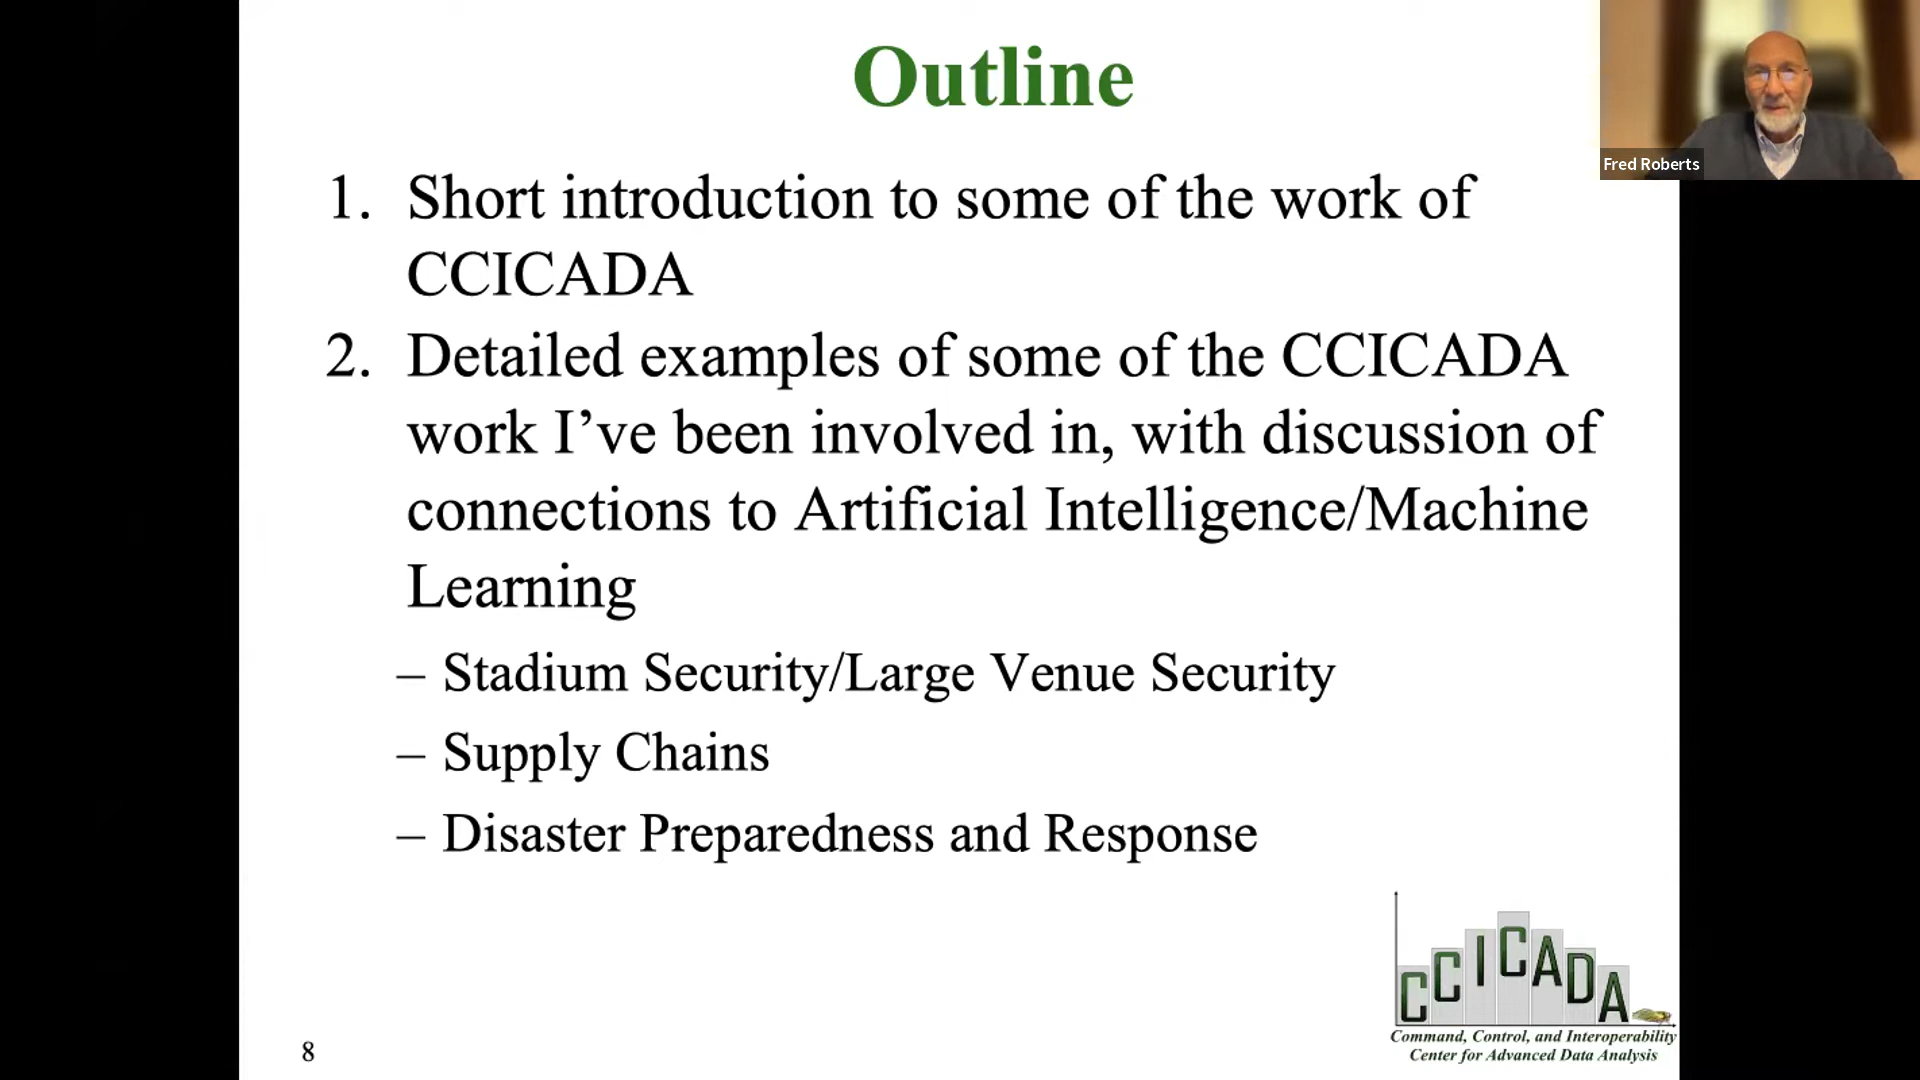 Outline
Fred Roberts
1. Short introduction to some of the work of
CCICADA
2. Detailed examples of some of the CCICADA
work I’ve been involved in, with discussion of
connections to Artificial Intelligence/Machine
Learning
– Stadium Security/Large Venue Security
– Supply Chains
– Disaster Preparedness and Response
CCICADA
Command, Control, and Interoperability
Center for Advanced Data Analysis
8